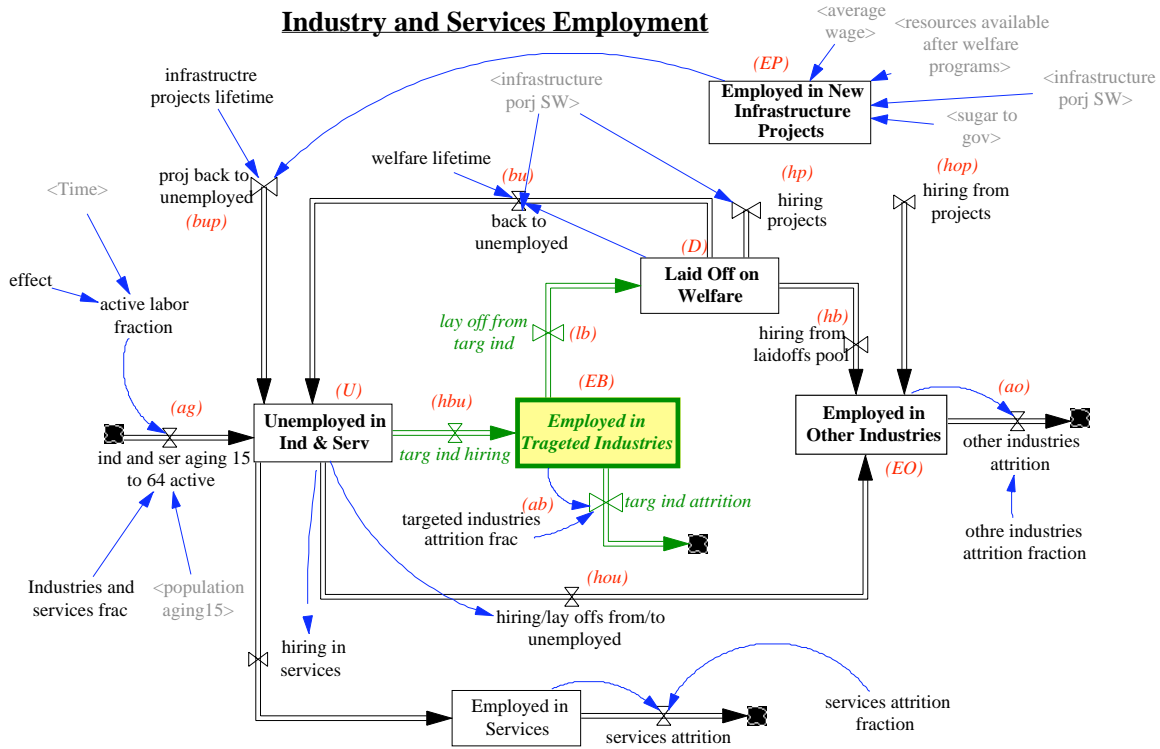 Industry and Services Employment
<average
wage>
<resources available
after welfare
programs>
(EP)
infrastructre
projects lifetime
<infrastructure
porj SW>
Employed in New
Infrastructure
Projects
<infrastructure
porj SW>
<sugar to
gov>
welfare lifetime
(bu)
(hp)
(hop)
<Time>
proj back to
unemployed
(bup)
hiring
projects
hiring from
projects
back to
unemployed
(D)
Laid Off on
Welfare
effect
active labor
fraction
lay off from
targ ind
(lb)
(hb)
hiring from
laidoffs pool
(ag)
(U)
(hbu)
(EB)
(ao)
Unemployed in
Ind & Serv
Employed in
Trageted Industries
Employed in
Other Industries
ind and ser aging 15
to 64 active
targ ind hiring
other industries
attrition
(EO)
(ab)
targ ind attrition
targeted industries
attrition frac
othre industries
attrition fraction
Industries and
services frac
<population
aging15>
(hou)
hiring/lay offs from/to
unemployed
hiring in
services
Employed in
Services
services attrition
services attrition
fraction